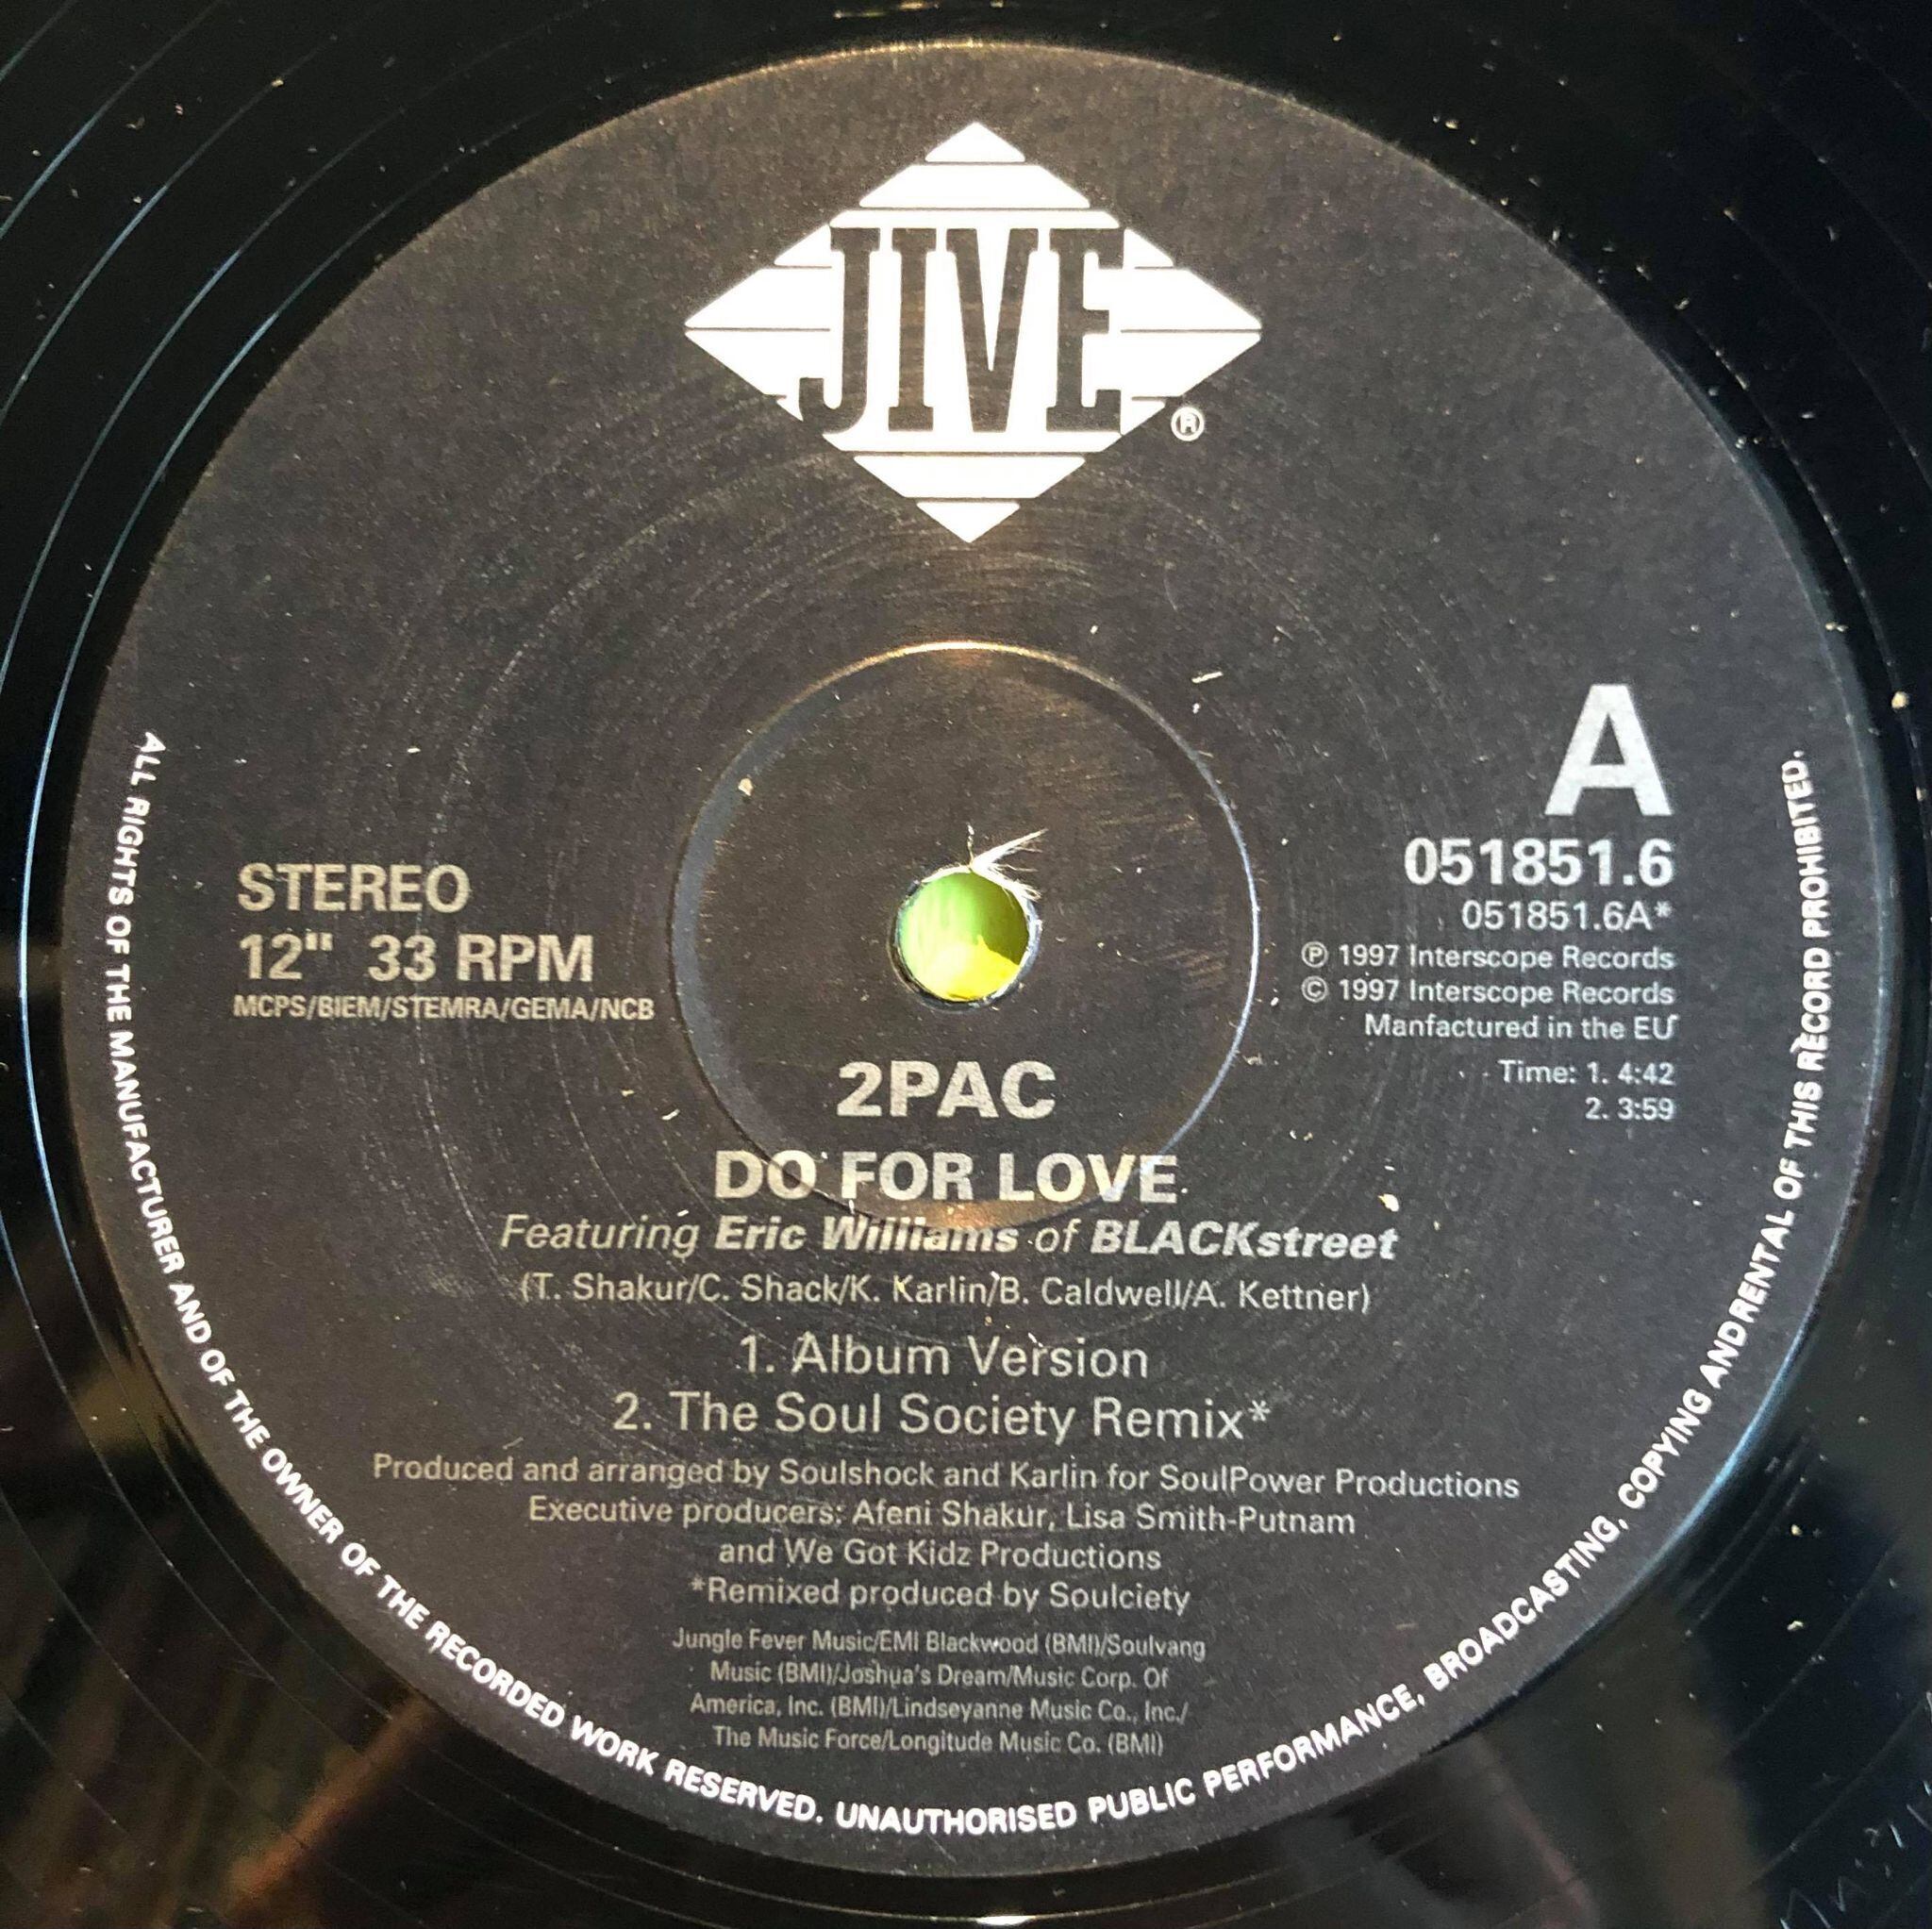 JIVE
®
A
051851.6
051851.6A*
℗ 1997 Interscope Records
© 1997 Interscope Records
Manfactured in the EU
Time: 1. 4:42
2. 3:59
STEREO
12" 33 RPM
MCPS/BIEM/STEMRA/GEMA/NCB
2PAC
DO FOR LOVE
Featuring Eric Williams of BLACKstreet
(T. Shakur/C. Shack/K. Karlin/B. Caldwell/A. Kettner)
1. Album Version
2. The Soul Society Remix*
Produced and arranged by Soulshock and Karlin for SoulPower Productions
Executive producers: Afeni Shakur, Lisa Smith-Putnam
and We Got Kidz Productions
*Remixed produced by Soulciety
Jungle Fever Music/EMI Blackwood (BMI)/Soulvang
Music (BMI)/Joshua's Dream/Music Corp. Of
America, Inc. (BMI)/Lindseyanne Music Co., Inc./
The Music Force/Longitude Music Co. (BMI)
ALL RIGHTS OF THE MANUFACTURER AND OF THE OWNER OF THE RECORDED WORK RESERVED. UNAUTHORISED PUBLIC PERFORMANCE, BROADCASTING, COPYING AND RENTAL OF THIS RECORD PROHIBITED.